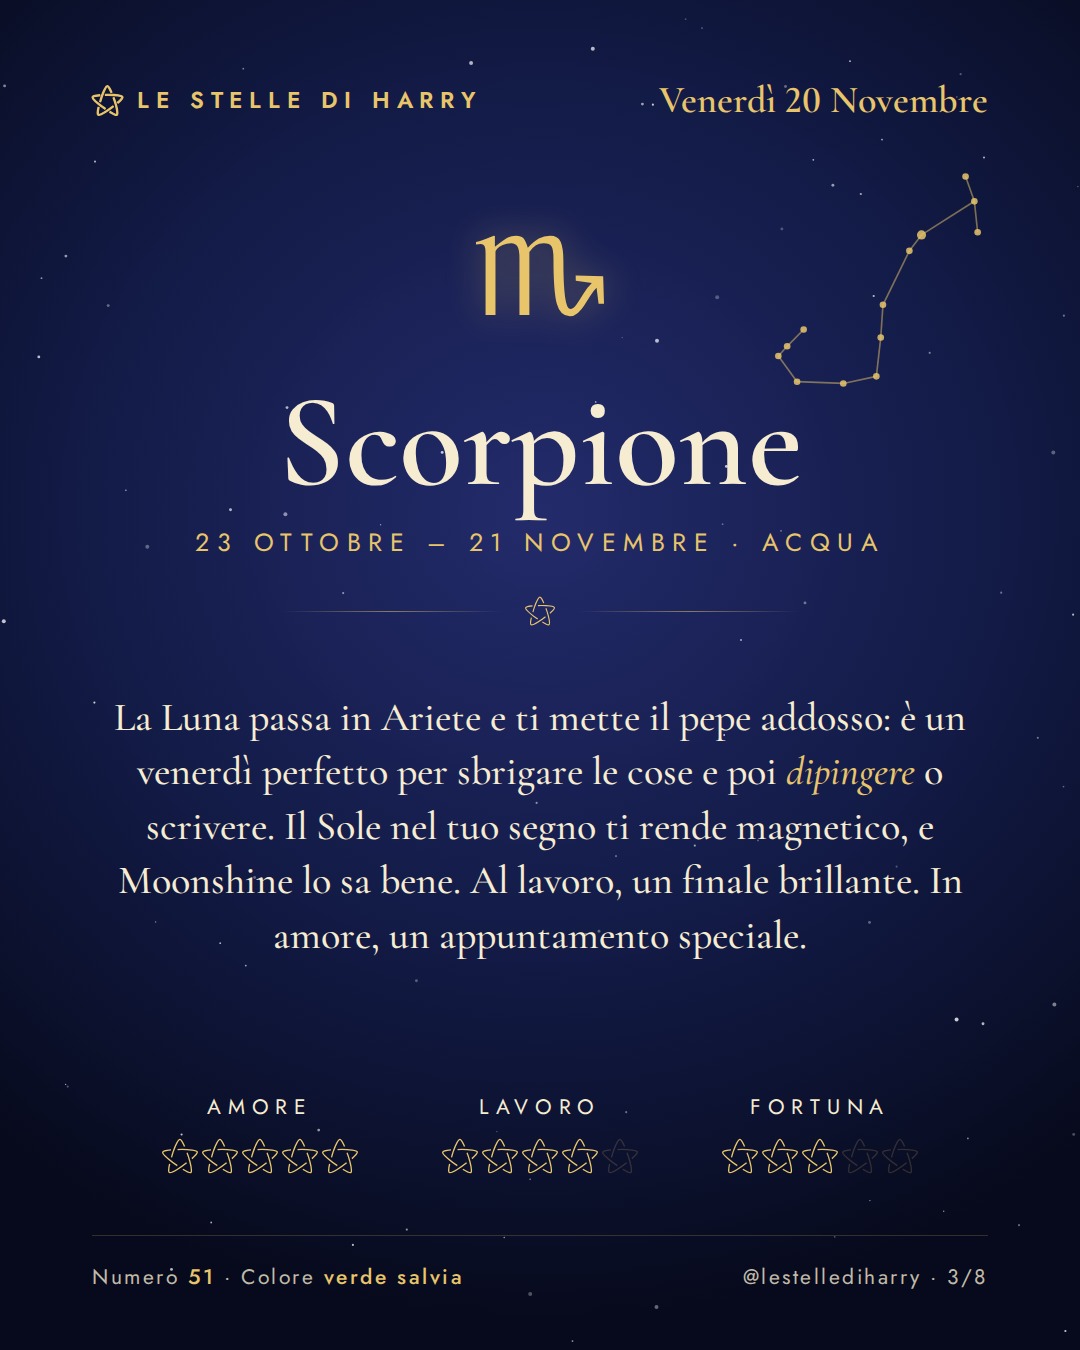 LE STELLE DI HARRY
Venerdì 20 Novembre
♏
Scorpione
23 OTTOBRE – 21 NOVEMBRE · ACQUA
La Luna passa in Ariete e ti mette il pepe addosso: è un
venerdì perfetto per sbrigare le cose e poi dipingere o
scrivere. Il Sole nel tuo segno ti rende magnetico, e
Moonshine lo sa bene. Al lavoro, un finale brillante. In
amore, un appuntamento speciale.
AMORE
LAVORO
FORTUNA
Numero 51 · Colore verde salvia
@lestellediharry · 3/8